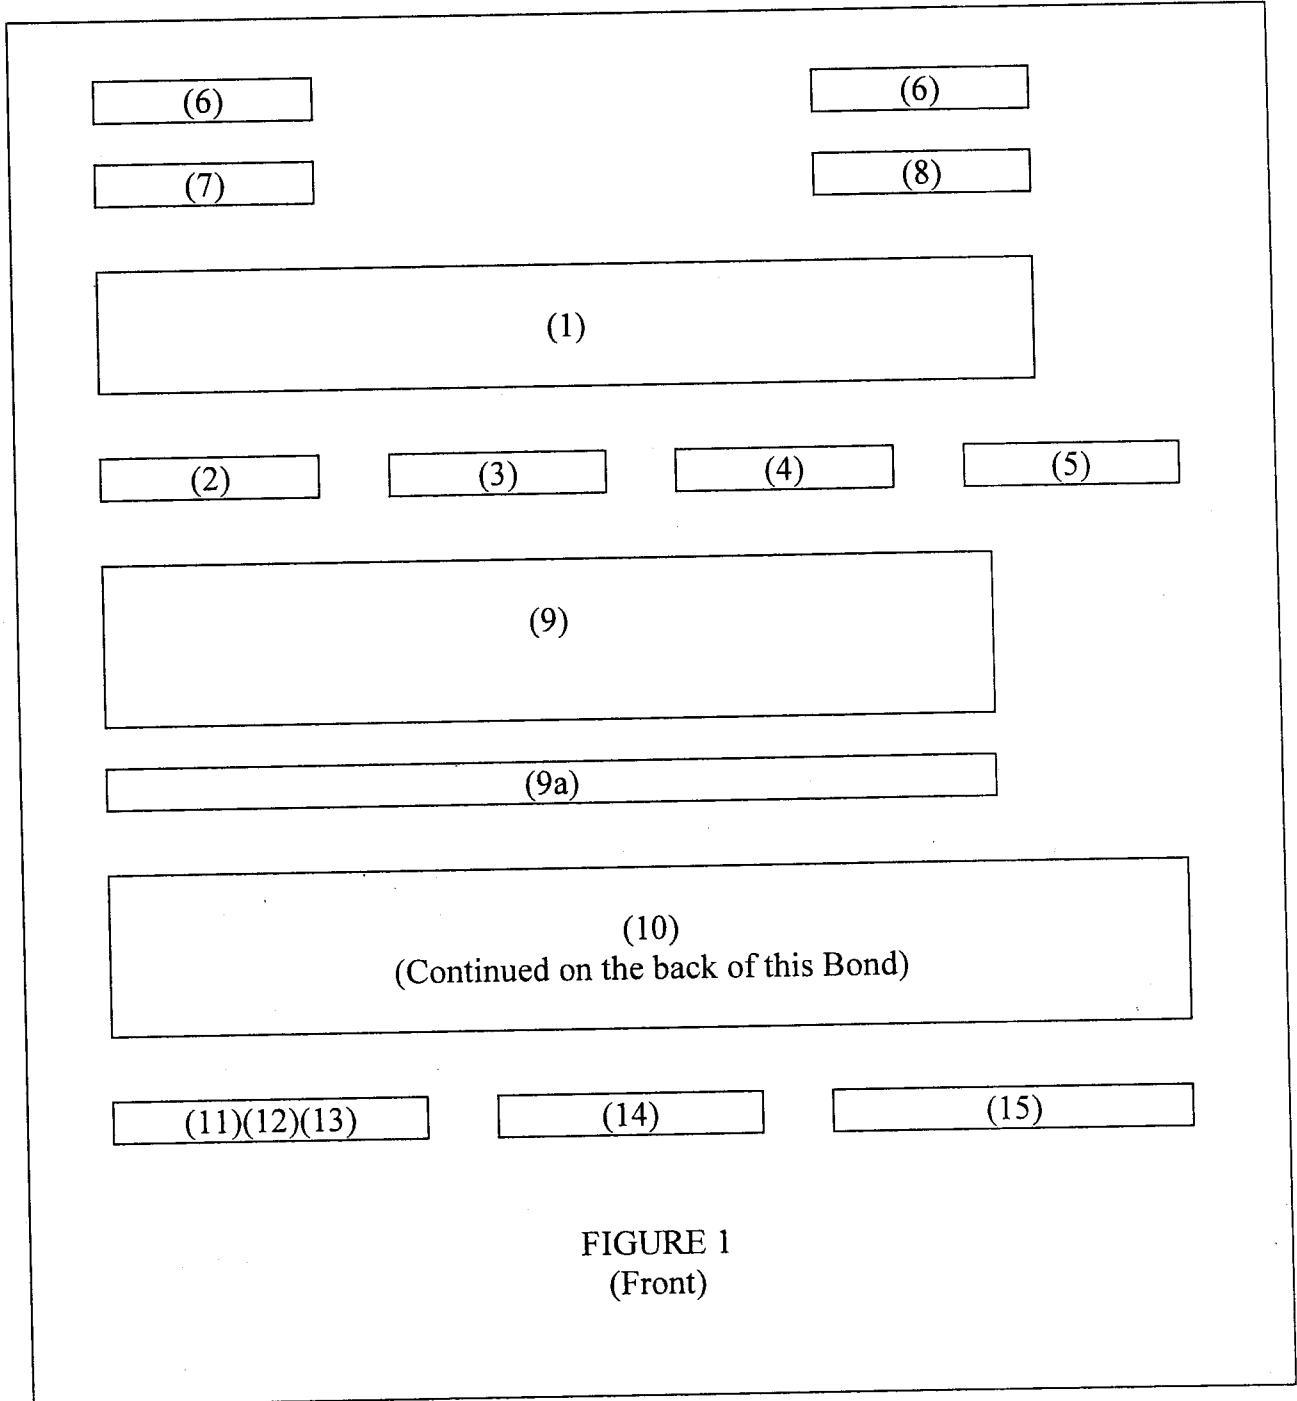 (6) (6)
(7) (8)
(1)
(2) (3) (4) (5)
(9)
(9a)
(10)
(Continued on the back of this Bond)
(11)(12)(13) (14) (15)
FIGURE 1
(Front)